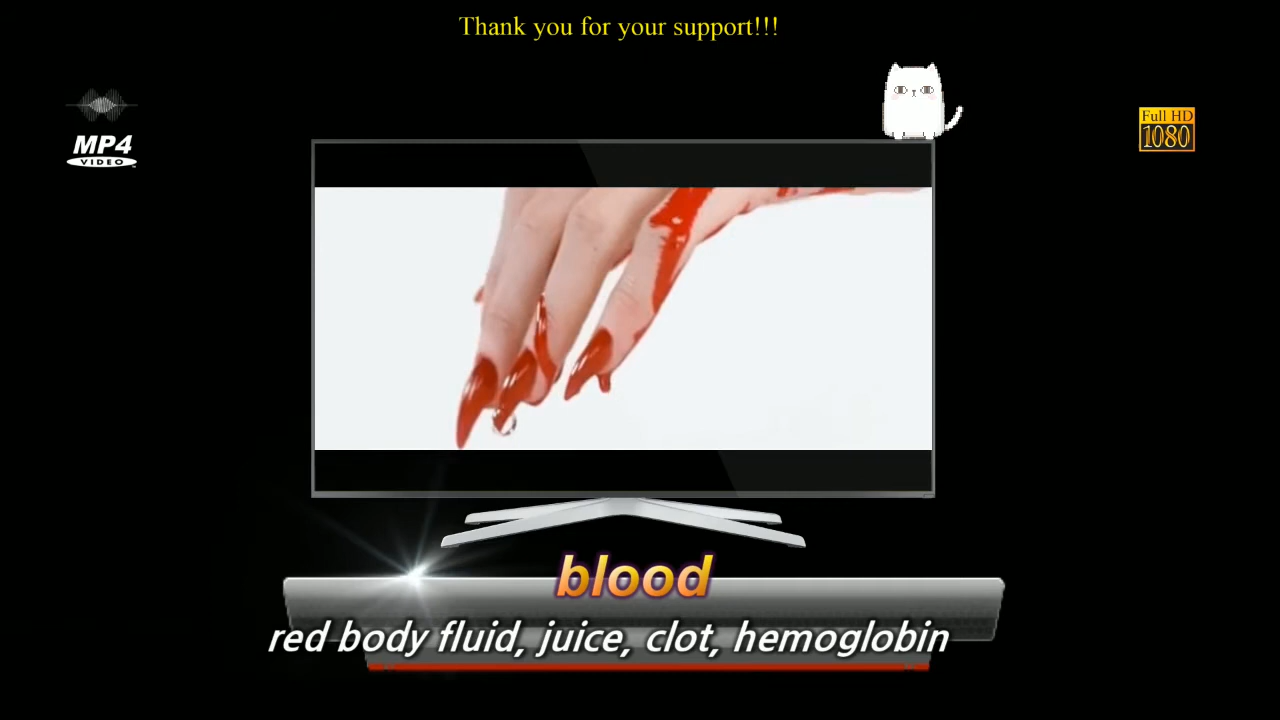 Thank you for your support!!!
MP4
VIDEO
Full HD
1080
blood
red body fluid, juice, clot, hemoglobin